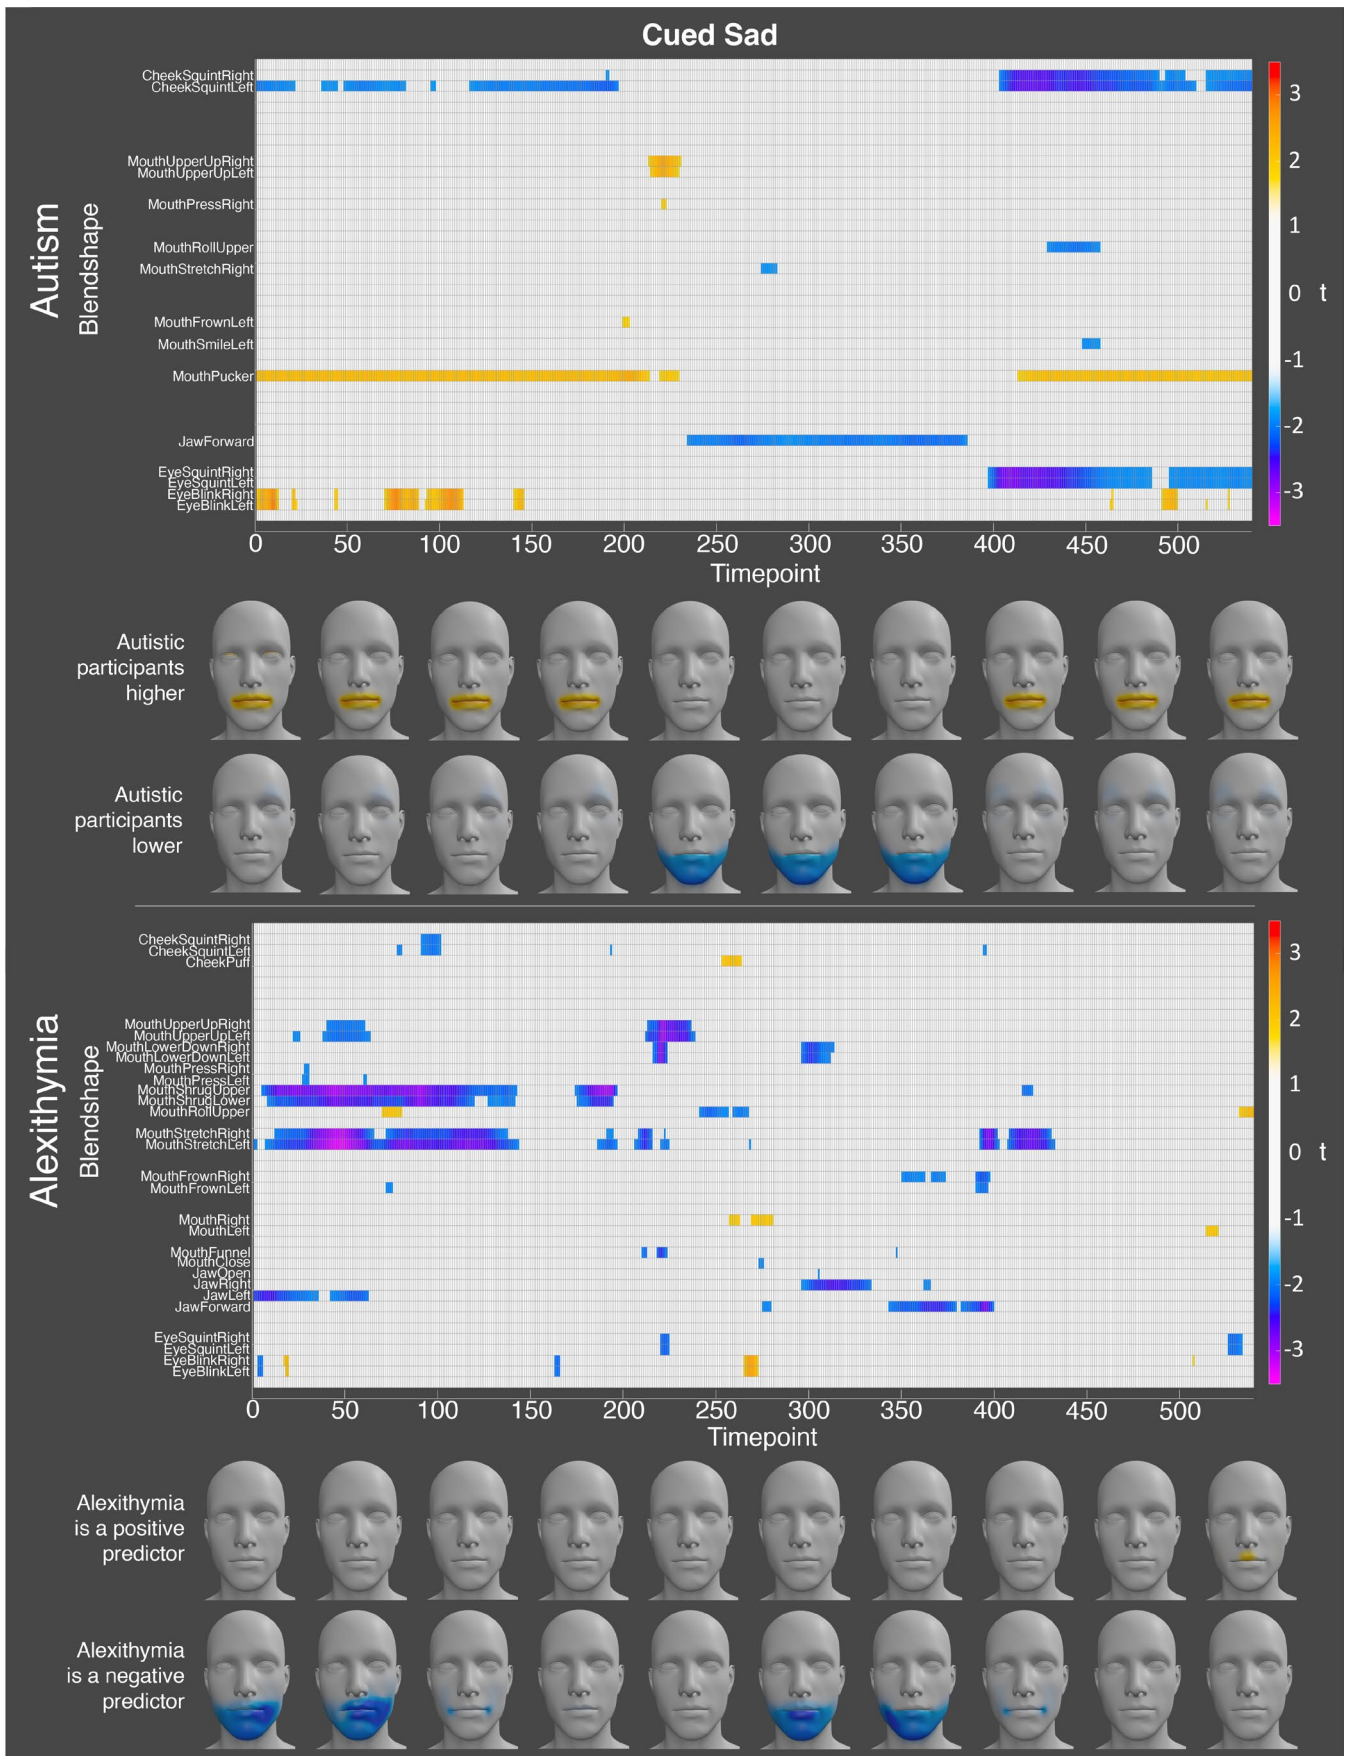 Cued Sad
Autism
Blendshape
CheekSquintRight
CheekSquintLeft
MouthUpperUpRight
MouthUpperUpLeft
MouthPressRight
MouthRollUpper
MouthStretchRight
MouthFrownLeft
MouthSmileLeft
MouthPucker
JawForward
EyeSquintRight
EyeSquintLeft
EyeBlinkRight
EyeBlinkLeft
3
2
1
0 t
-1
-2
-3
0 50 100 150 200 250 300 350 400 450 500
Timepoint
Autistic
participants
higher
Autistic
participants
lower
Alexithymia
Blendshape
CheekSquintRight
CheekSquintLeft
CheekPuff
MouthUpperUpRight
MouthUpperUpLeft
MouthLowerDownRight
MouthLowerDownLeft
MouthPressRight
MouthPressLeft
MouthShrugUpper
MouthShrugLower
MouthRollUpper
MouthStretchRight
MouthStretchLeft
MouthFrownRight
MouthFrownLeft
MouthRight
MouthLeft
MouthFunnel
MouthClose
JawOpen
JawRight
JawLeft
JawForward
EyeSquintRight
EyeSquintLeft
EyeBlinkRight
EyeBlinkLeft
3
2
1
0 t
-1
-2
-3
0 50 100 150 200 250 300 350 400 450 500
Timepoint
Alexithymia
is a positive
predictor
Alexithymia
is a negative
predictor